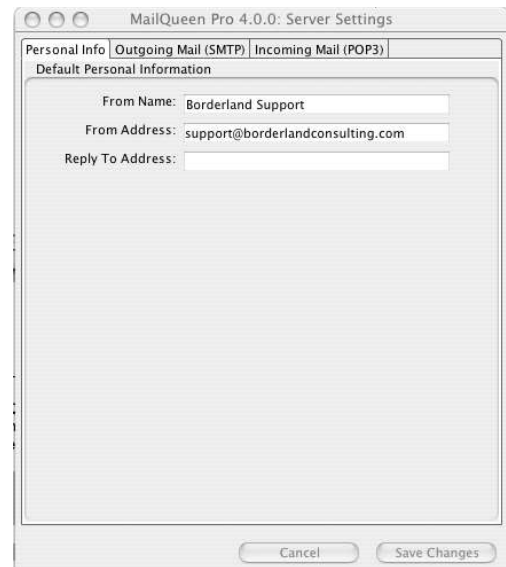 MailQueen Pro 4.0.0: Server Settings
Personal Info Outgoing Mail (SMTP) Incoming Mail (POP3)
Default Personal Information
From Name: Borderland Support
From Address: support@borderlandconsulting.com
Reply To Address:
Cancel Save Changes